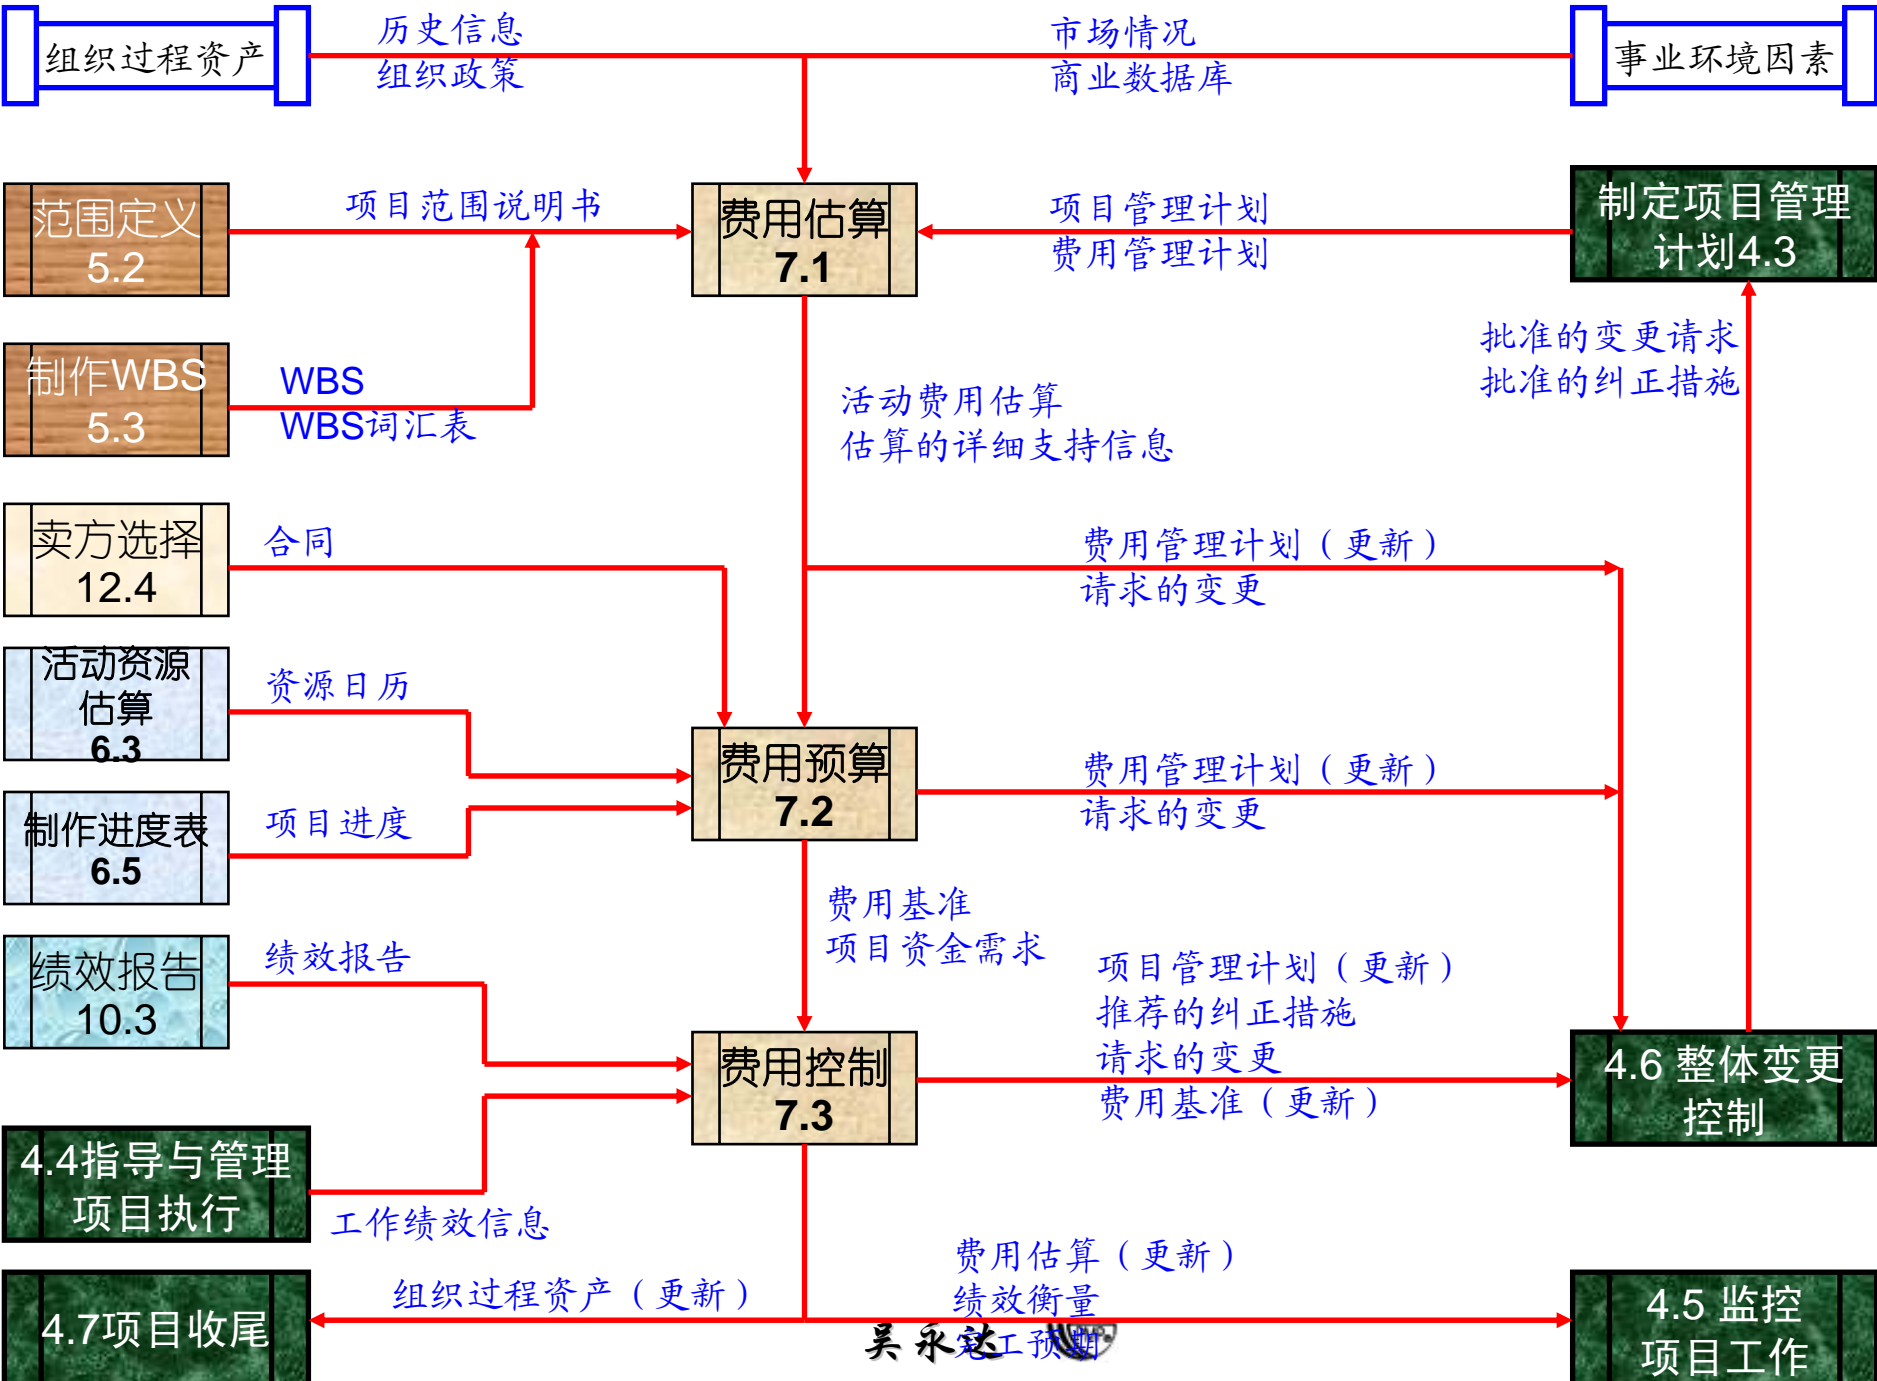 组织过程资产
历史信息
组织政策
市场情况
商业数据库
事业环境因素
范围定义
5.2
项目范围说明书
费用估算
7.1
项目管理计划
费用管理计划
制定项目管理
计划4.3
制作WBS
5.3
WBS
WBS词汇表
活动费用估算
估算的详细支持信息
批准的变更请求
批准的纠正措施
卖方选择
12.4
合同
费用管理计划（更新）
请求的变更
活动资源
估算
6.3
资源日历
费用预算
7.2
费用管理计划（更新）
请求的变更
制作进度表
6.5
项目进度
费用基准
项目资金需求
绩效报告
10.3
绩效报告
费用控制
7.3
项目管理计划（更新）
推荐的纠正措施
请求的变更
费用基准（更新）
4.6 整体变更
控制
4.4指导与管理
项目执行
工作绩效信息
4.7项目收尾
组织过程资产（更新）
费用估算（更新）
绩效衡量
完工预期
吴永达
4.5 监控
项目工作